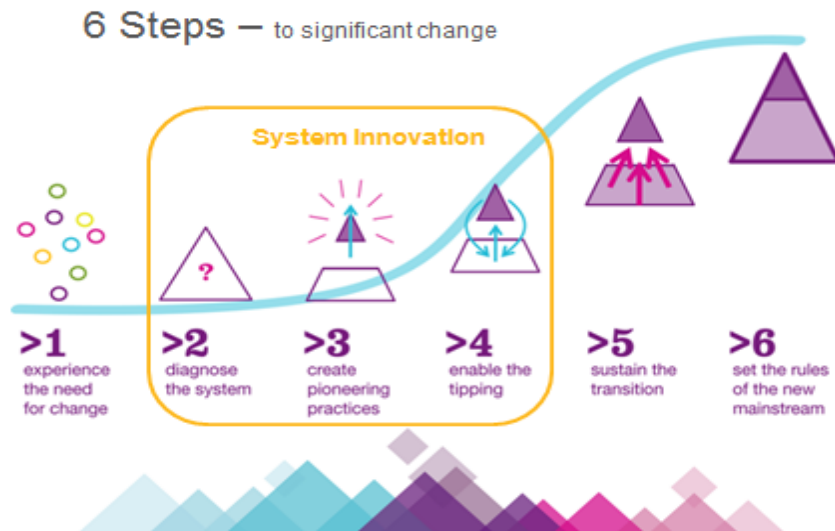 6 Steps – to significant change
System Innovation
?
>1
experience
the need
for change
>2
diagnose
the system
>3
create
pioneering
practices
>4
enable the
tipping
>5
sustain the
transition
>6
set the rules
of the new
mainstream